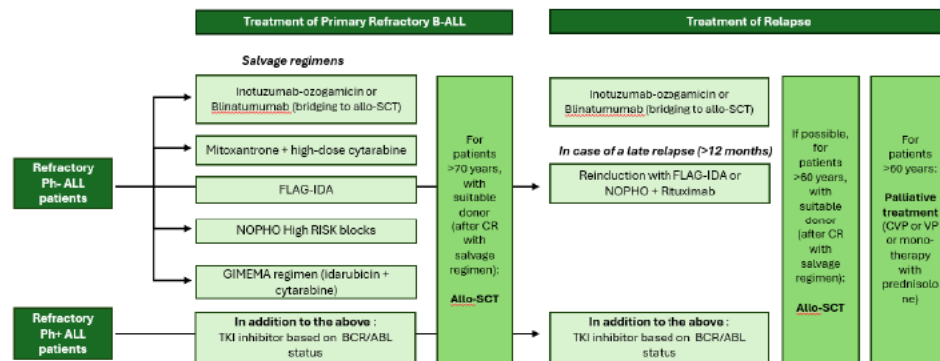 Treatment of Primary Refractory B-ALL
Treatment of Relapse
Salvage regimens
Refractory
Ph- ALL
patients
Inotuzumab-ozogamicin or
Blinatumumab (bridging to allo-SCT)
Mitoxantrone + high-dose cytarabine
FLAG-IDA
NOPHO High RISK blocks
GIMEMA regimen (idarubicin +
cytarabine)
For
patients
>70 years,
with
suitable
donor
(after CR
with
salvage
regimen):
Allo-SCT
Inotuzumab-ozogamicin or
Blinatumumab (bridging to allo-SCT)
In case of a late relapse (>12 months)
Reinduction with FLAG-IDA or
NOPHO + Rituximab
If possible,
for
patients
>60 years,
with
suitable
donor
(after CR
with
salvage
regimen):
Allo-SCT
For
patients
>60 years:
Palliative
treatment
(CVP or VP
or mono-
therapy
with
prednisolo
ne)
Refractory
Ph+ ALL
patients
In addition to the above :
TKI inhibitor based on BCR/ABL
status
In addition to the above :
TKI inhibitor based on BCR/ABL
status